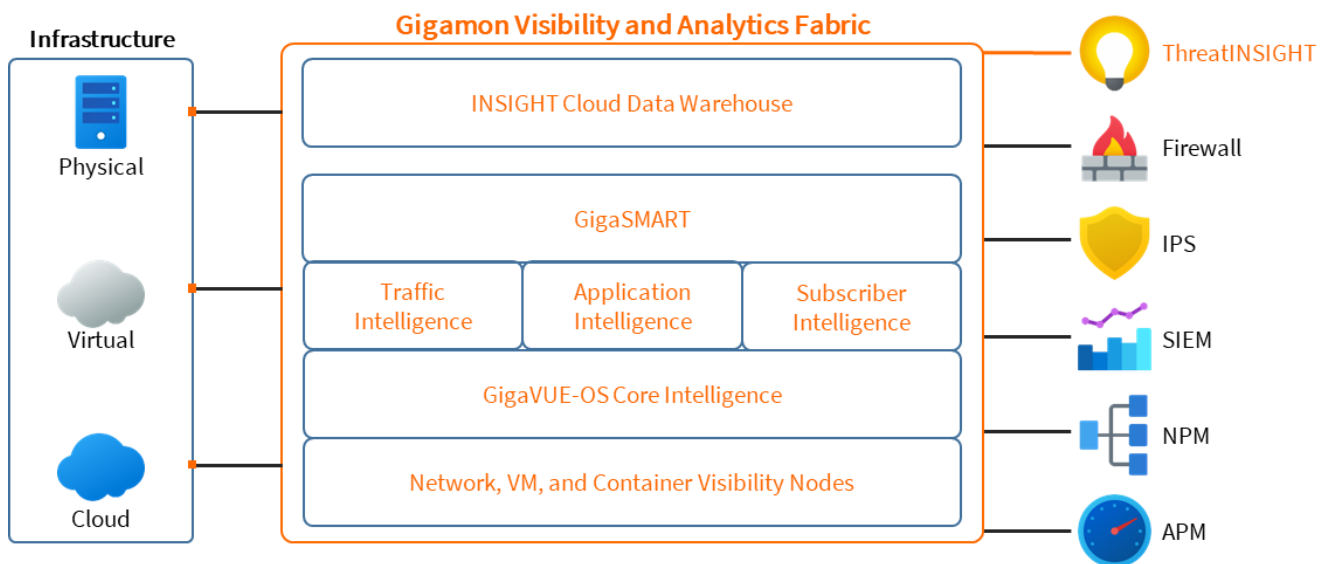 Gigamon Visibility and Analytics Fabric
Infrastructure
Physical
Virtual
Cloud
INSIGHT Cloud Data Warehouse
GigaSMART
Traffic
Intelligence
Application
Intelligence
Subscriber
Intelligence
GigaVUE-OS Core Intelligence
Network, VM, and Container Visibility Nodes
ThreatINSIGHT
Firewall
IPS
SIEM
NPM
APM